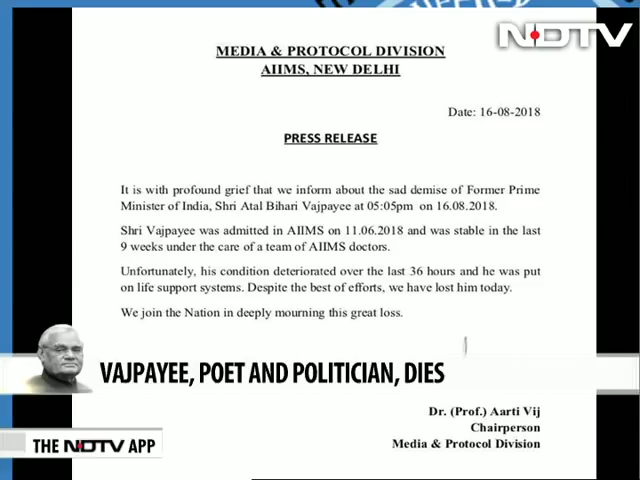 NDTV
MEDIA & PROTOCOL DIVISION
AIIMS, NEW DELHI
Date: 16-08-2018
PRESS RELEASE
It is with profound grief that we inform about the sad demise of Former Prime
Minister of India, Shri Atal Bihari Vajpayee at 05:05pm on 16.08.2018.
Shri Vajpayee was admitted in AIIMS on 11.06.2018 and was stable in the last
9 weeks under the care of a team of AIIMS doctors.
Unfortunately, his condition deteriorated over the last 36 hours and he was put
on life support systems. Despite the best of efforts, we have lost him today.
We join the Nation in deeply mourning this great loss.
VAJPAYEE, POET AND POLITICIAN, DIES
Dr. (Prof.) Aarti Vij
Chairperson
Media & Protocol Division
THE NDTV APP